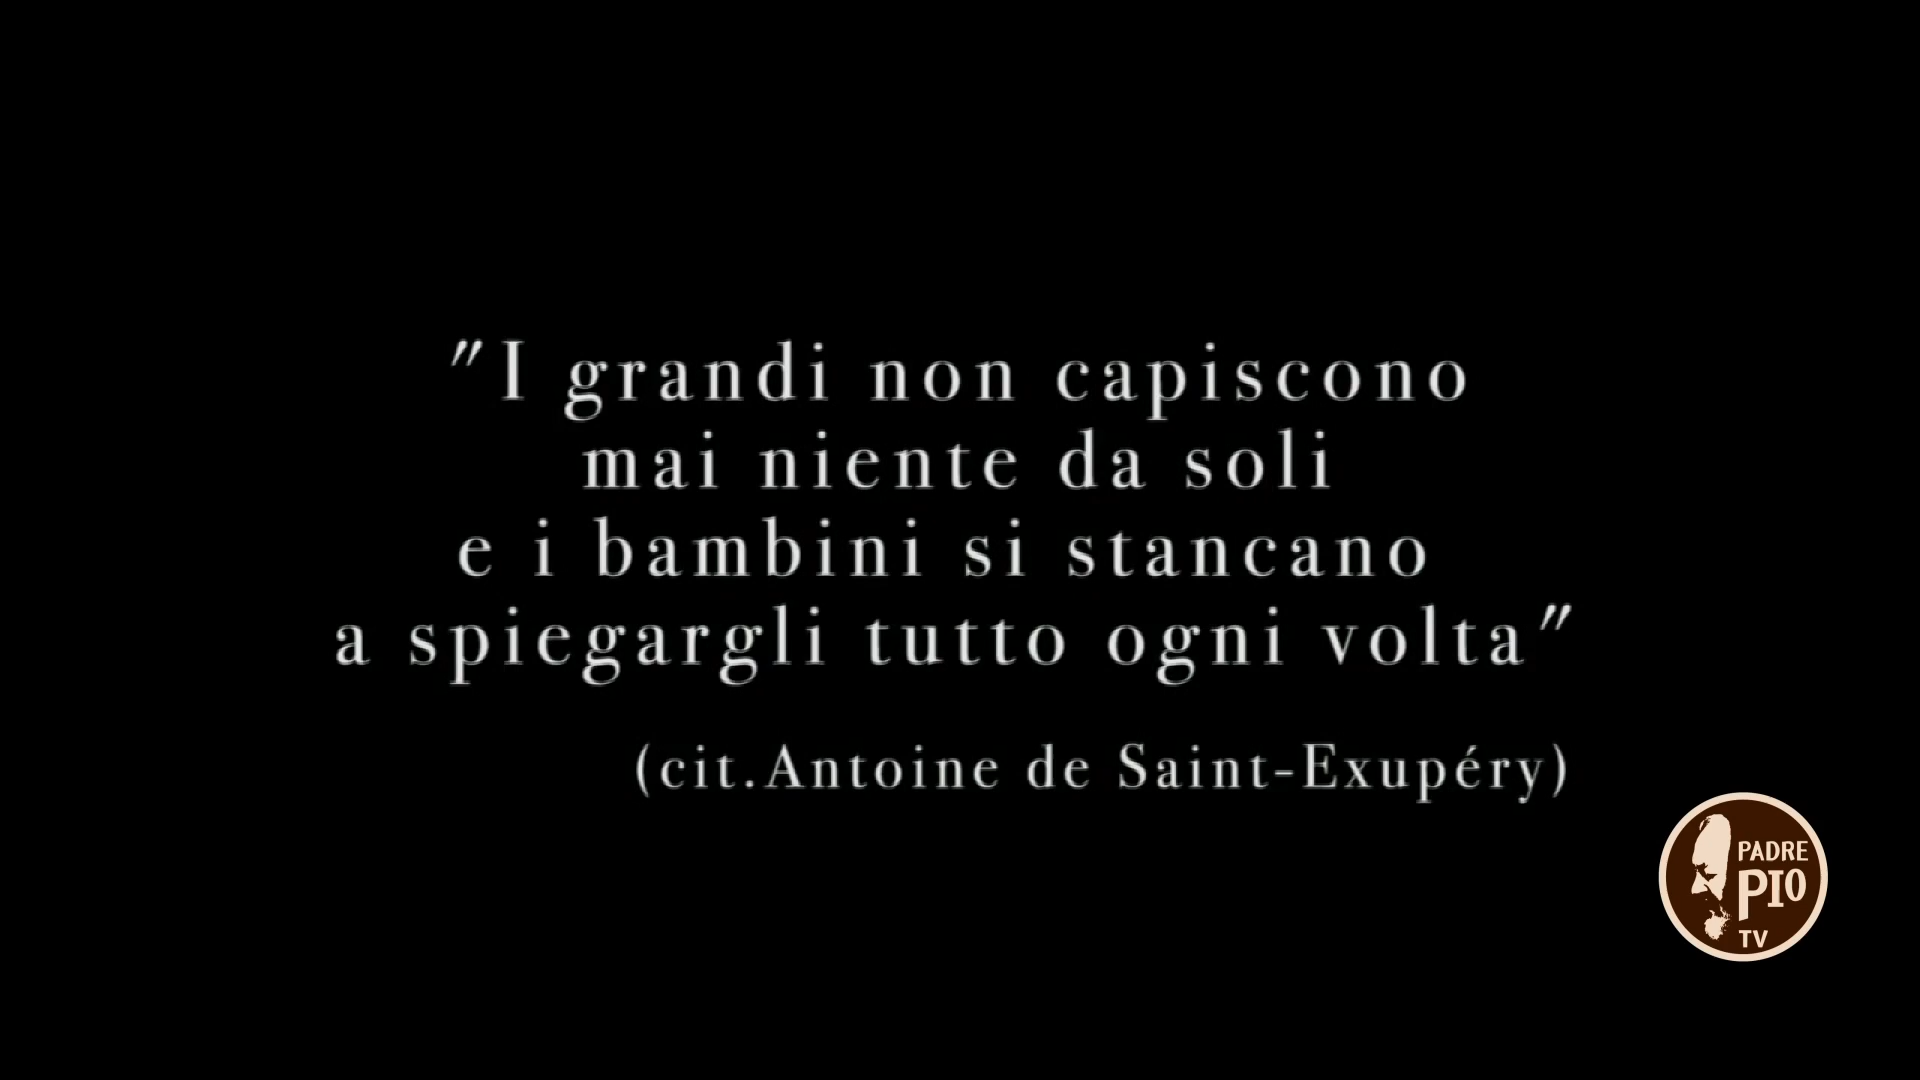 "I grandi non capiscono
mai niente da soli
e i bambini si stancano
a spiegargli tutto ogni volta"
(cit.Antoine de Saint-Exupéry)
PADRE
PIO
TV